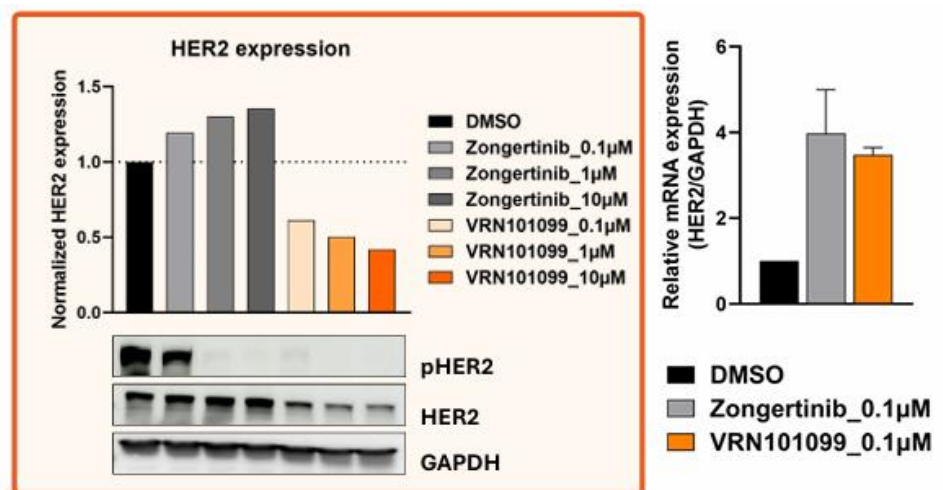 HER2 expression
Normalized HER2 expression
1.5
1.0
0.5
0.0
DMSO
Zongertinib_0.1μM
Zongertinib_1μM
Zongertinib_10μM
VRN101099_0.1μM
VRN101099_1μM
VRN101099_10μM
pHER2
HER2
GAPDH
Relative mRNA expression
(HER2/GAPDH)
6
4
2
0
DMSO
Zongertinib_0.1μM
VRN101099_0.1μM